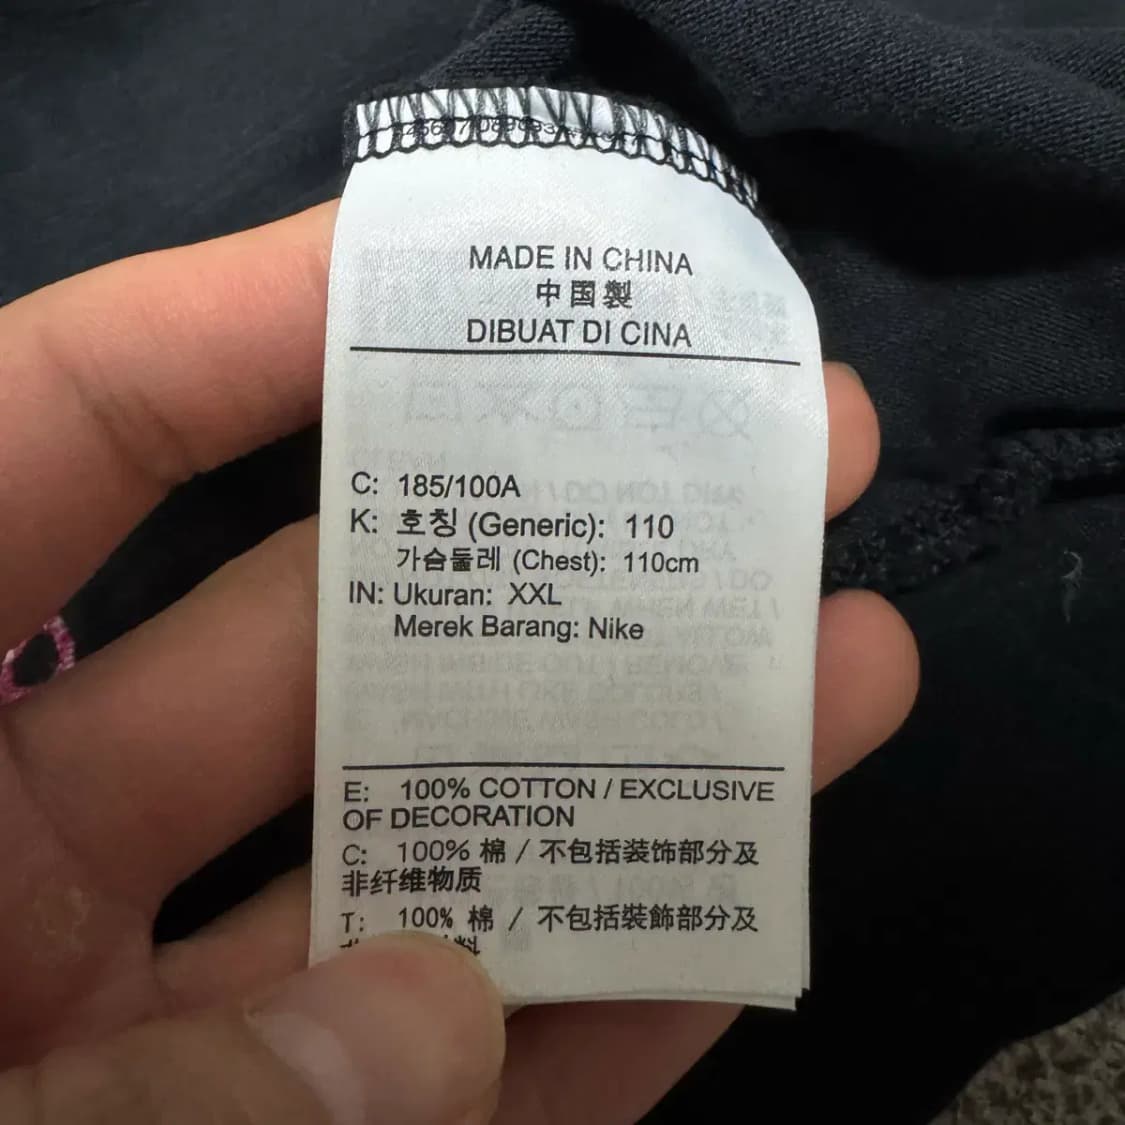 MADE IN CHINA
中国製
DIBUAT DI CINA
C: 185/100A
K: 호칭 (Generic): 110
가슴둘레 (Chest): 110cm
IN: Ukuran: XXL
Merek Barang: Nike
E: 100% COTTON / EXCLUSIVE
OF DECORATION
C: 100% 棉 / 不包括装饰部分及
非纤维物质
T: 100% 棉 / 不包括裝飾部分及
料